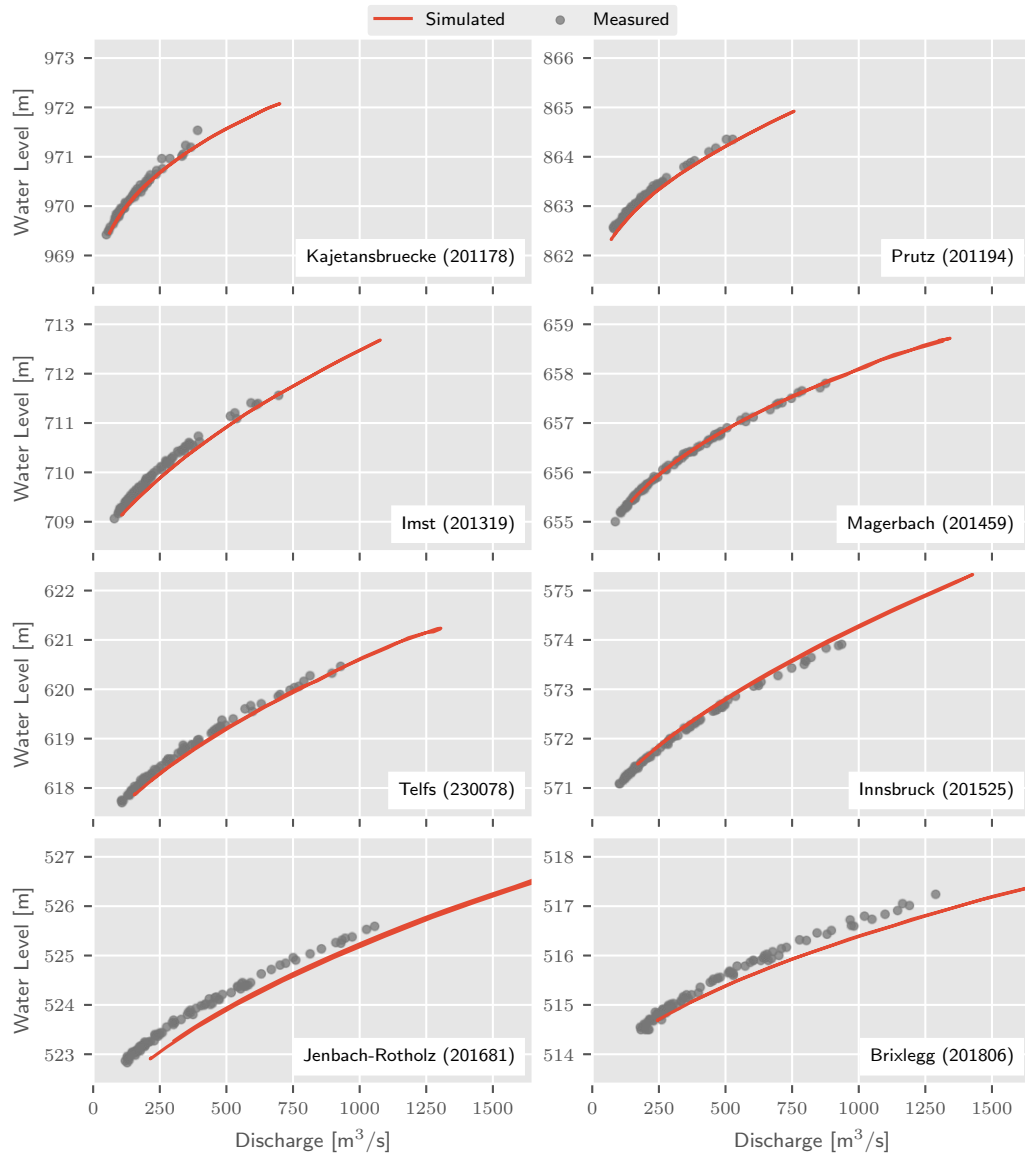 Simulated Measured
973
972
971
970
969
Water Level [m]
Kajetansbruecke (201178)
866
865
864
863
862
Prutz (201194)
713
712
711
710
709
Water Level [m]
Imst (201319)
659
658
657
656
655
Magerbach (201459)
622
621
620
619
618
Water Level [m]
Telfs (230078)
575
574
573
572
571
Innsbruck (201525)
527
526
525
524
523
Water Level [m]
Jenbach-Rotholz (201681)
0 250 500 750 1000 1250 1500
Discharge [m³/s]
518
517
516
515
514
Brixlegg (201806)
0 250 500 750 1000 1250 1500
Discharge [m³/s]